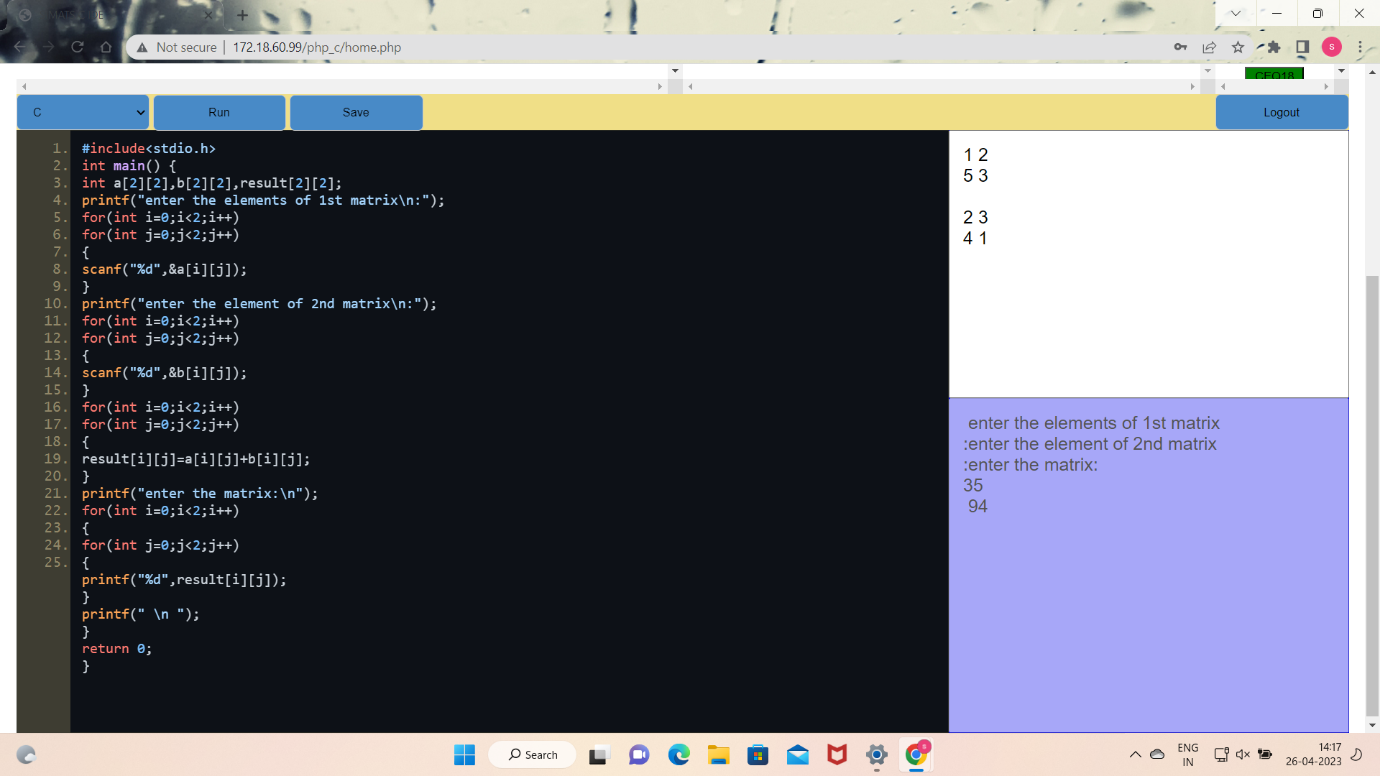 Not secure | 172.18.60.99/php_c/home.php
S
CEO18
C Run Save Logout
1. #include<stdio.h>
2. int main() {
3. int a[2][2],b[2][2],result[2][2];
4. printf("enter the elements of 1st matrix\n:");
5. for(int i=0;i<2;i++)
6. for(int j=0;j<2;j++)
7. {
8. scanf("%d",&a[i][j]);
9. }
10. printf("enter the element of 2nd matrix\n:");
11. for(int i=0;i<2;i++)
12. for(int j=0;j<2;j++)
13. {
14. scanf("%d",&b[i][j]);
15. }
16. for(int i=0;i<2;i++)
17. for(int j=0;j<2;j++)
18. {
19. result[i][j]=a[i][j]+b[i][j];
20. }
21. printf("enter the matrix:\n");
22. for(int i=0;i<2;i++)
23. {
24. for(int j=0;j<2;j++)
25. {
printf("%d",result[i][j]);
}
printf(" \n ");
}
return 0;
}
1 2
5 3
2 3
4 1
enter the elements of 1st matrix
:enter the element of 2nd matrix
:enter the matrix:
35
94
Search
ENG
IN
14:17
26-04-2023